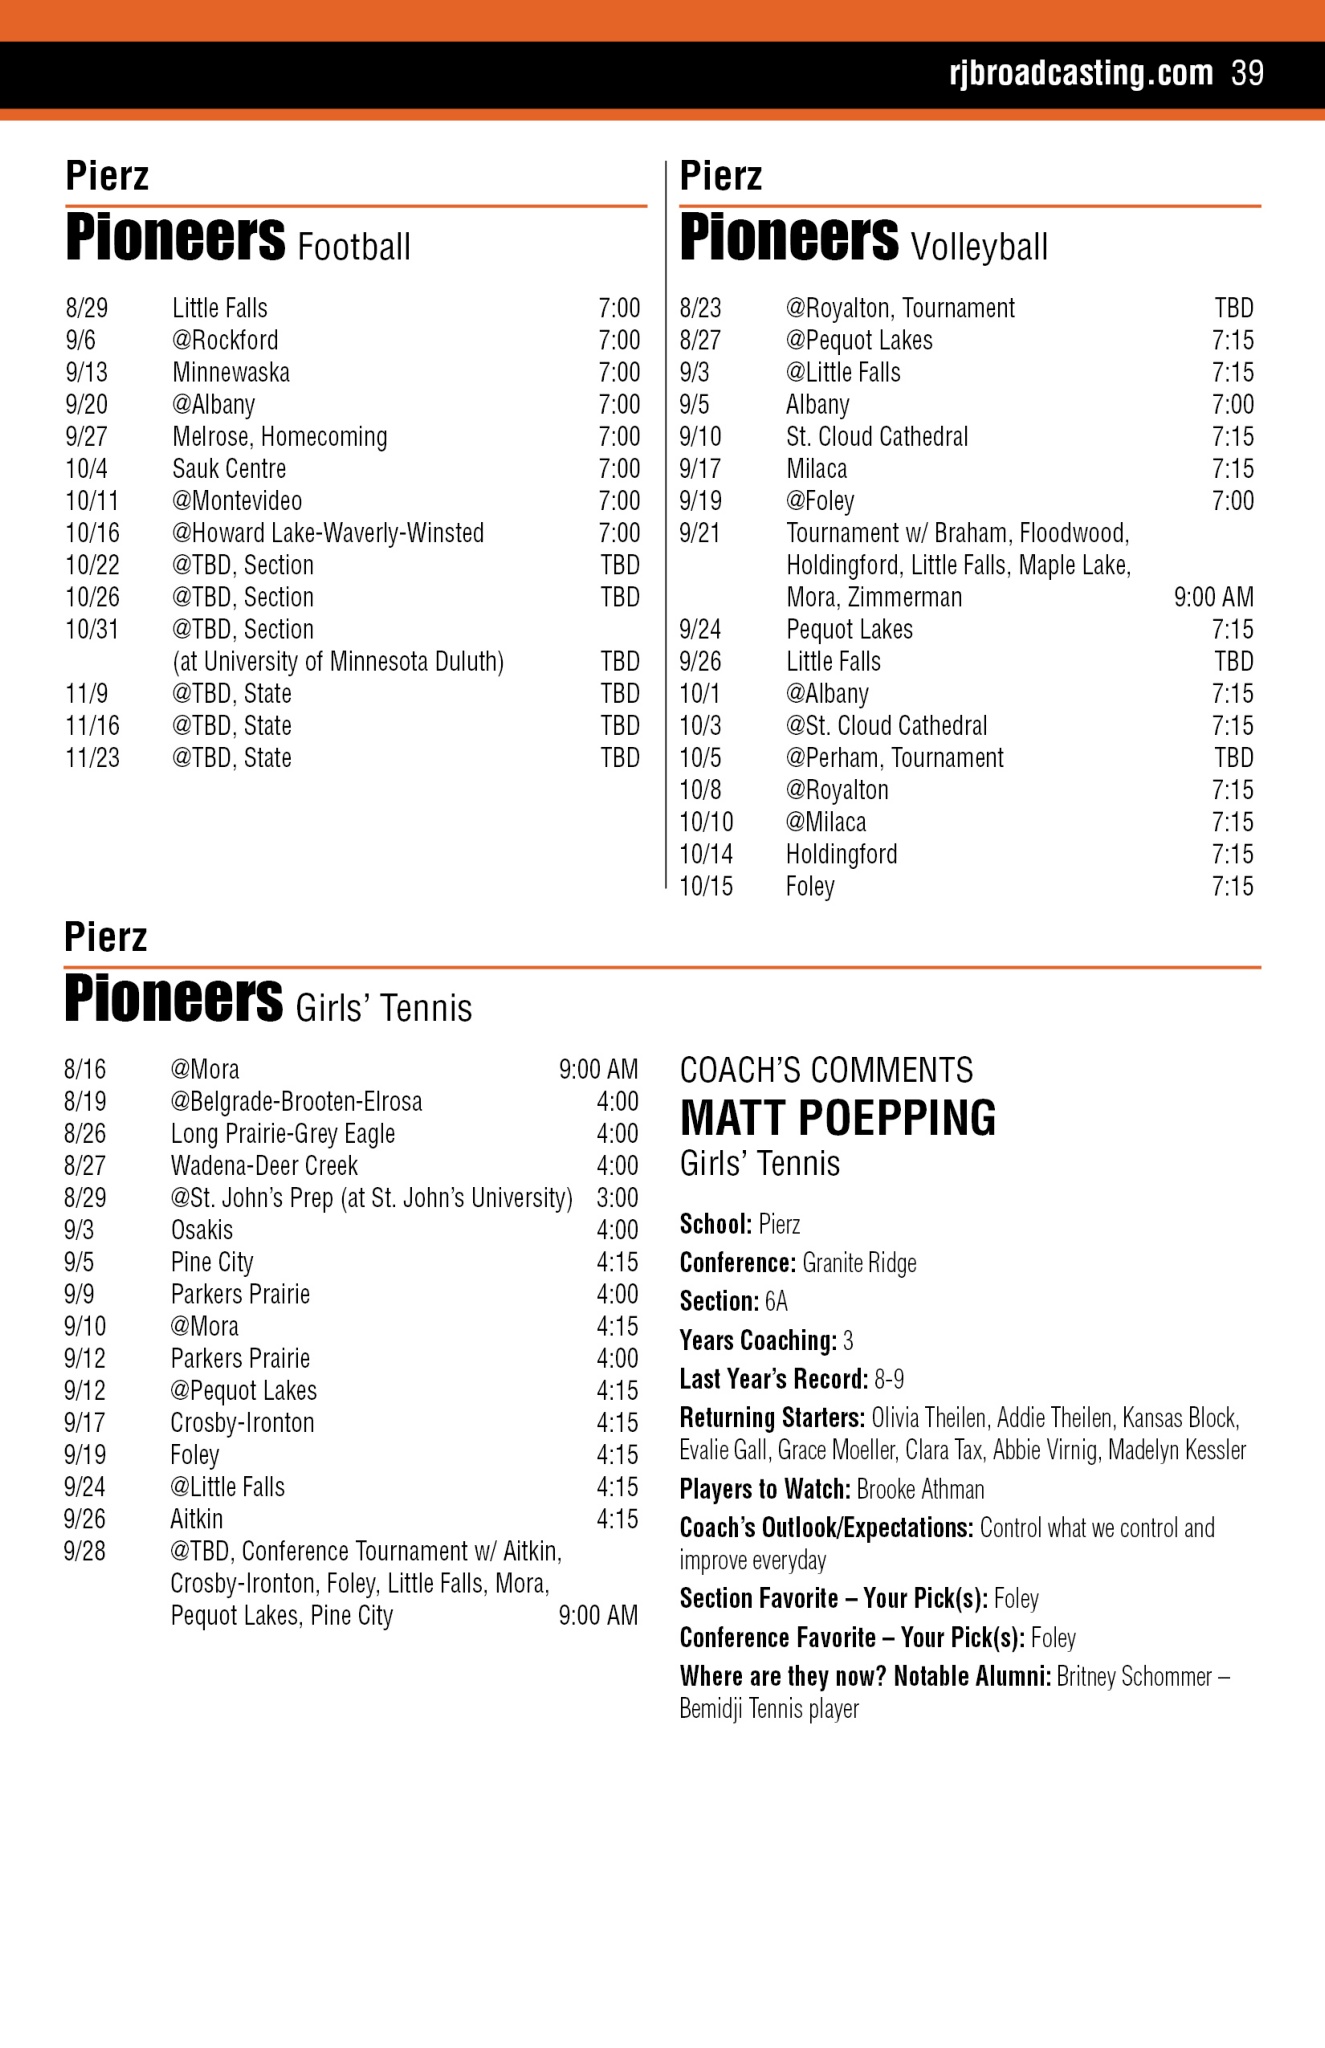 rjbroadcasting.com 39
Pierz
Pioneers Football
8/29 Little Falls 7:00
9/6 @Rockford 7:00
9/13 Minnewaska 7:00
9/20 @Albany 7:00
9/27 Melrose, Homecoming 7:00
10/4 Sauk Centre 7:00
10/11 @Montevideo 7:00
10/16 @Howard Lake-Waverly-Winsted 7:00
10/22 @TBD, Section TBD
10/26 @TBD, Section TBD
10/31 @TBD, Section
(at University of Minnesota Duluth) TBD
11/9 @TBD, State TBD
11/16 @TBD, State TBD
11/23 @TBD, State TBD
Pierz
Pioneers Volleyball
8/23 @Royalton, Tournament TBD
8/27 @Pequot Lakes 7:15
9/3 @Little Falls 7:15
9/5 Albany 7:00
9/10 St. Cloud Cathedral 7:15
9/17 Milaca 7:15
9/19 @Foley 7:00
9/21 Tournament w/ Braham, Floodwood,
Holdingford, Little Falls, Maple Lake,
Mora, Zimmerman 9:00 AM
9/24 Pequot Lakes 7:15
9/26 Little Falls TBD
10/1 @Albany 7:15
10/3 @St. Cloud Cathedral 7:15
10/5 @Perham, Tournament TBD
10/8 @Royalton 7:15
10/10 @Milaca 7:15
10/14 Holdingford 7:15
10/15 Foley 7:15
Pierz
Pioneers Girls’ Tennis
8/16 @Mora 9:00 AM
8/19 @Belgrade-Brooten-Elrosa 4:00
8/26 Long Prairie-Grey Eagle 4:00
8/27 Wadena-Deer Creek 4:00
8/29 @St. John’s Prep (at St. John’s University) 3:00
9/3 Osakis 4:00
9/5 Pine City 4:15
9/9 Parkers Prairie 4:00
9/10 @Mora 4:15
9/12 Parkers Prairie 4:00
9/12 @Pequot Lakes 4:15
9/17 Crosby-Ironton 4:15
9/19 Foley 4:15
9/24 @Little Falls 4:15
9/26 Aitkin 4:15
9/28 @TBD, Conference Tournament w/ Aitkin,
Crosby-Ironton, Foley, Little Falls, Mora,
Pequot Lakes, Pine City 9:00 AM
COACH’S COMMENTS
MATT POEPPING
Girls’ Tennis
School: Pierz
Conference: Granite Ridge
Section: 6A
Years Coaching: 3
Last Year’s Record: 8-9
Returning Starters: Olivia Theilen, Addie Theilen, Kansas Block,
Evalie Gall, Grace Moeller, Clara Tax, Abbie Virnig, Madelyn Kessler
Players to Watch: Brooke Athman
Coach’s Outlook/Expectations: Control what we control and
improve everyday
Section Favorite – Your Pick(s): Foley
Conference Favorite – Your Pick(s): Foley
Where are they now? Notable Alumni: Britney Schommer –
Bemidji Tennis player